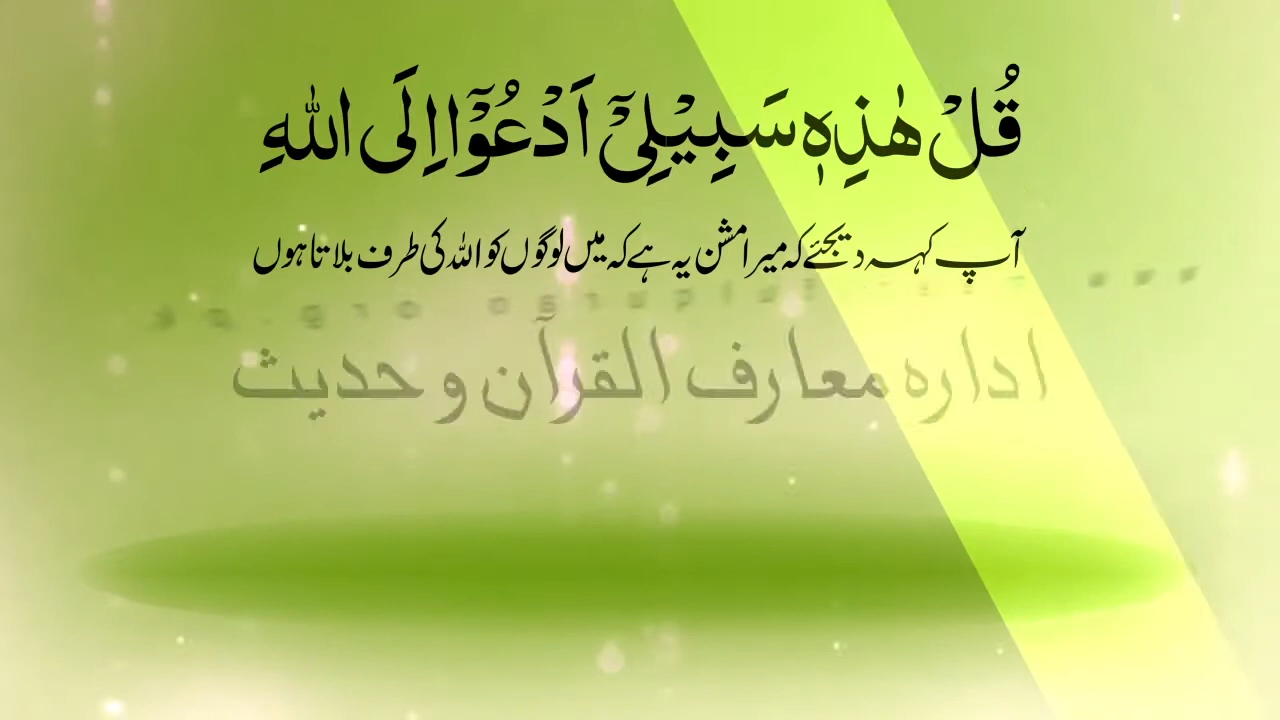 قُلْ هٰذِهٖ سَبِيْلِيْٓ اَدْعُوْٓا اِلَى اللّٰهِ
آپ کہہ دیجئے کہ میرا مشن یہ ہے کہ میں لوگوں کو اللہ کی طرف بلاتا ہوں
ادارہ معارف القرآن و حدیث